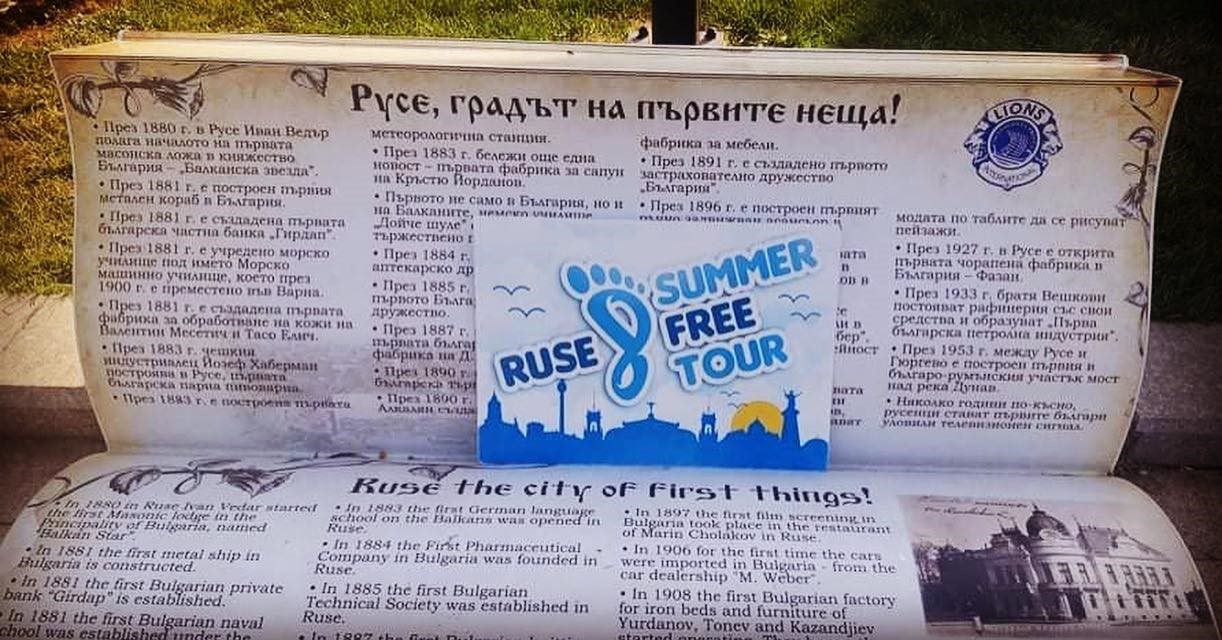 Русе, градът на първите неща!
• През 1880 г. в Русе Иван Ведър
полага началото на първата
масонска ложа в княжество
България – „Балканска звезда".
• През 1881 г. е построен първия
метален кораб в България.
• През 1881 г. е създадена първата
българска частна банка „Гирдап".
• През 1881 г. е учредено морско
училище под името Морско
машинно училище, което през
1900 г. е преместено във Варна.
• През 1881 г. е създадена първата
фабрика за обработване на кожи на
Валентин Месетич и Тасо Елич.
• През 1883 г. чешкия
индустриалец Йозеф Хаберман
построява в Русе първата
българска парна пивоварна.
• През 1883 г. е построена първата
метеорологична станция.
• През 1883 г. бележи още една
новост – първата фабрика за сапун
на Кръстю Йорданов.
• Първото не само в България, но и
на Балканите, немско училище
„Дойче шуле"
тържествено
• През 1884 г.
аптекарско
• През 1885 г.
първото
дружество.
• През 1887 г.
първата
фабрика на
• През 1890 г.
българска
• През 1890 г.
фабрика за мебели.
• През 1891 г. е създадено първото
застрахователно дружество
„България".
• През 1896 г. е построен първият
модата по таблите да се рисуват
пейзажи.
• През 1927 г. в Русе е открита
първата чорапена фабрика в
България – Фазан.
• През 1933 г. братя Вешкови
постояват рафинерия със свои
средства и образуват „Първа
българска петролна индустрия".
• През 1953 г. между Русе и
Гюргево е построен първия и
българо-румънския участък мост
над река Дунав.
• Николко години по-късно,
русенци стават първите българи
уловили телевизионен сигнал.
LIONS
INTERNATIONAL
RUSE
SUMMER
FREE
TOUR
Ruse the city of first things!
• In 1880 in Ruse Ivan Vedar started
the first Masonic lodge in the
Principality of Bulgaria, named
"Balkan Star".
• In 1881 the first metal ship in
Bulgaria is constructed.
• In 1881 the first Bulgarian private
bank "Girdap" is established.
• In 1881 the first Bulgarian naval
school was established under the
• In 1883 the first German language
school on the Balkans was opened in
Ruse.
• In 1884 the First Pharmaceutical
Company in Bulgaria was founded in
Ruse.
• In 1885 the first Bulgarian
Technical Society was established in
Ruse.
• In 1887 the first
• In 1897 the first film screening in
Bulgaria took place in the restaurant
of Marin Cholakov in Ruse.
• In 1906 for the first time the cars
were imported in Bulgaria - from the
car dealership "M. Weber".
• In 1908 the first Bulgarian factory
for iron beds and furniture of
Yurdanov, Tonev and Kazandjiev
started operating.